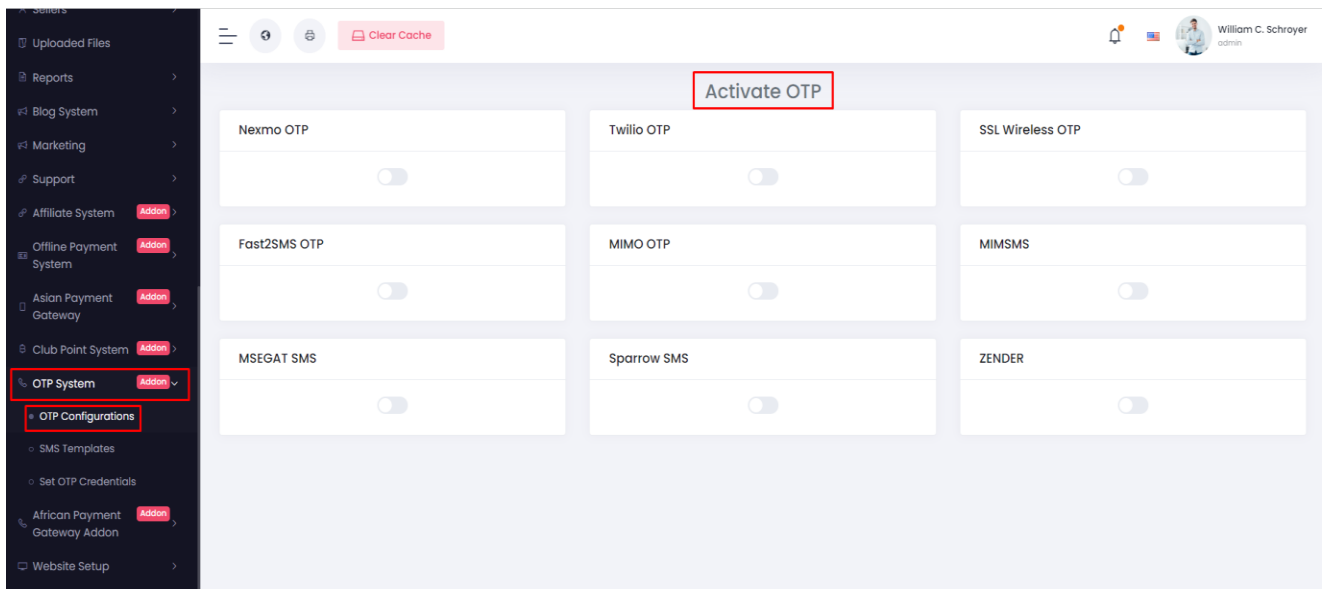 Sellers
Uploaded Files
Reports
Blog System
Marketing
Support
Affiliate System Addon
Offline Payment Addon
System
Asian Payment Addon
Gateway
Club Point System Addon
OTP System Addon
OTP Configurations
SMS Templates
Set OTP Credentials
African Payment Addon
Gateway Addon
Website Setup
Clear Cache
William C. Schroyer
admin
Activate OTP
Nexmo OTP
Twilio OTP
SSL Wireless OTP
Fast2SMS OTP
MIMO OTP
MIMSMS
MSEGAT SMS
Sparrow SMS
ZENDER